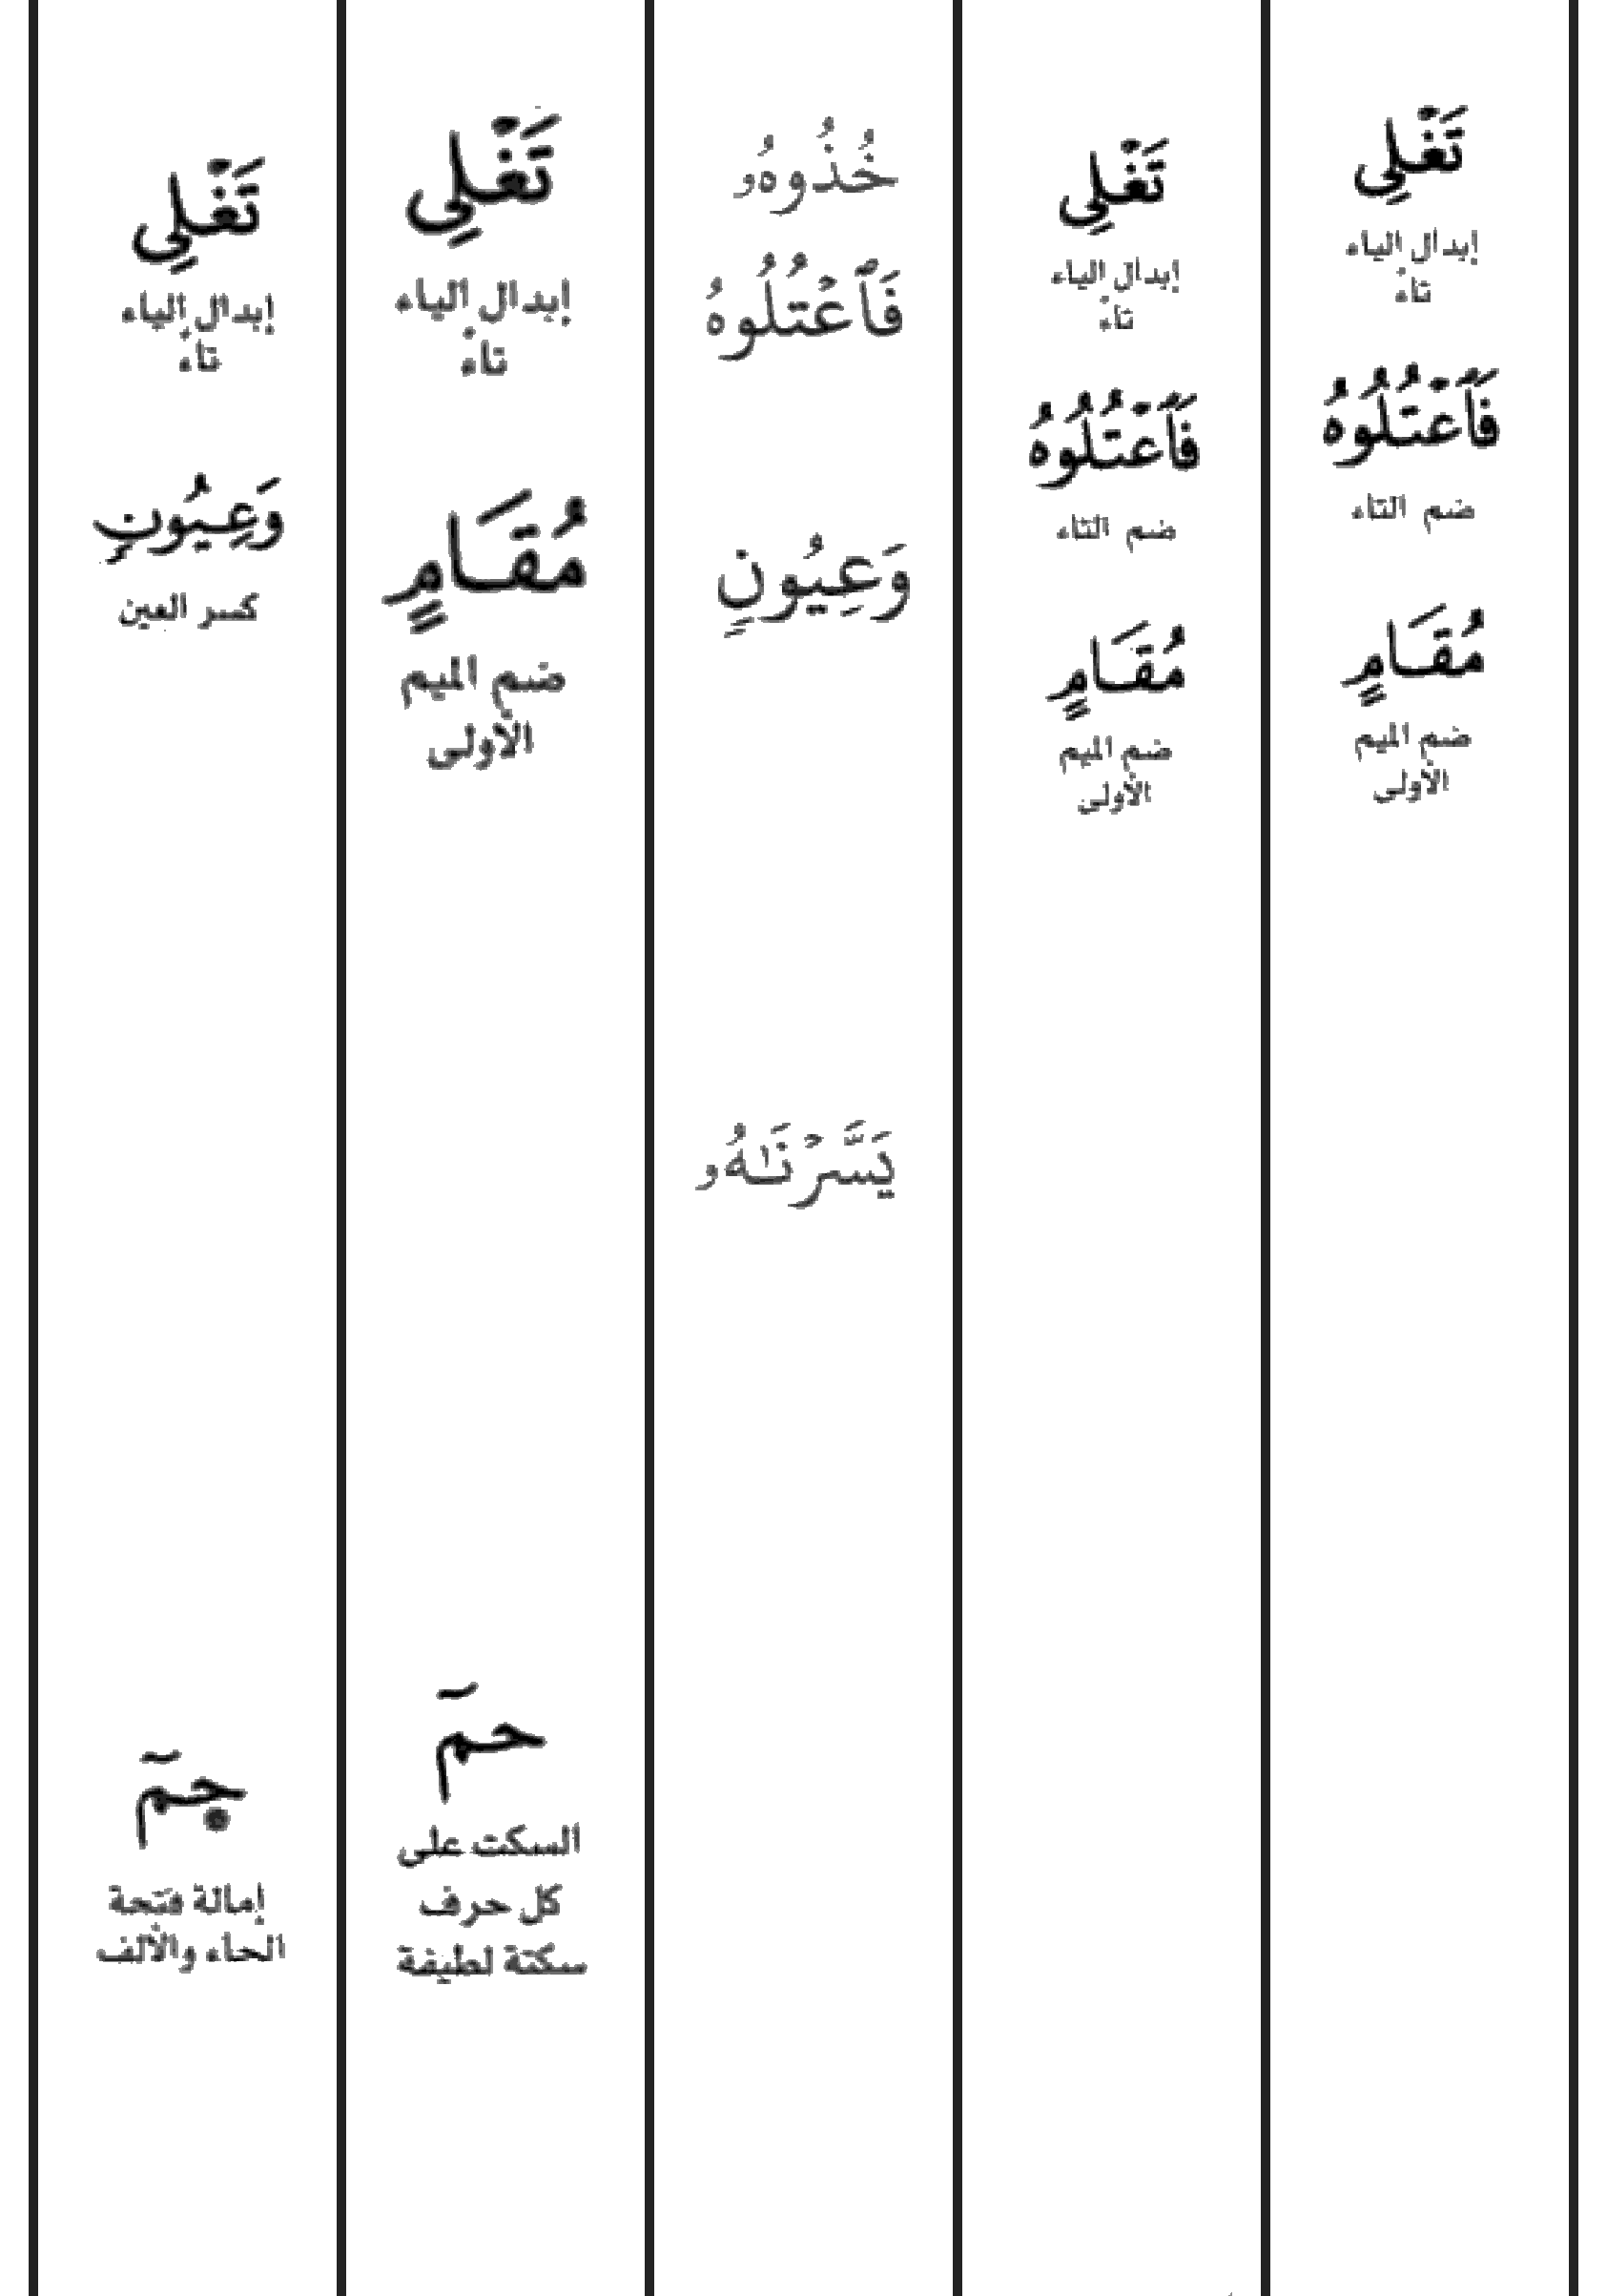 تَغْلِي
إبدال الياء
تاءً
فَٱعْتُلُوهُ
ضم التاء
مُقَامٍ
ضم الميم
الأولى
تَغْلِي
إبدال الياء
تاءً
فَٱعْتُلُوهُ
ضم التاء
مُقَامٍ
ضم الميم
الأولى
خُذُوهُۥ
فَٱعۡتُلُوهُ
وَعِيُونٍ
يَسَّرۡنَٰهُۥ
تَغْلِي
إبدال الياء
تاءً
مُقَامٍ
ضم الميم
الأولى
حمٓ
السكت على
كل حرف
سكتة لطيفة
تَغْلِي
إبدال الياء
تاءً
وَعِيُونٍ
كسر العين
حمٓ
إمالة فتحة
الحاء والألف